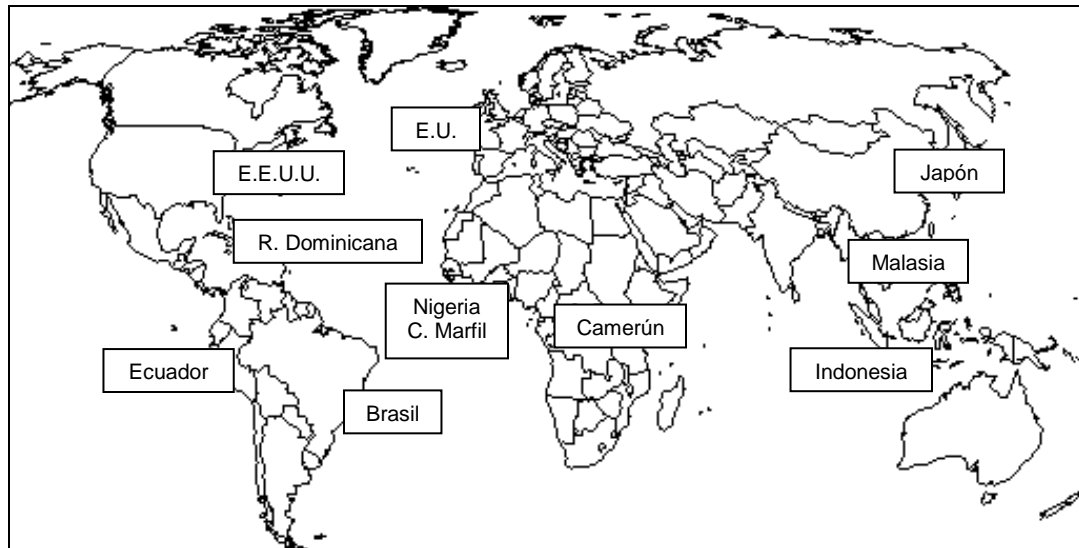 E.U.
E.E.U.U.
Japón
R. Dominicana
Malasia
Nigeria
C. Marfil
Camerún
Ecuador
Indonesia
Brasil